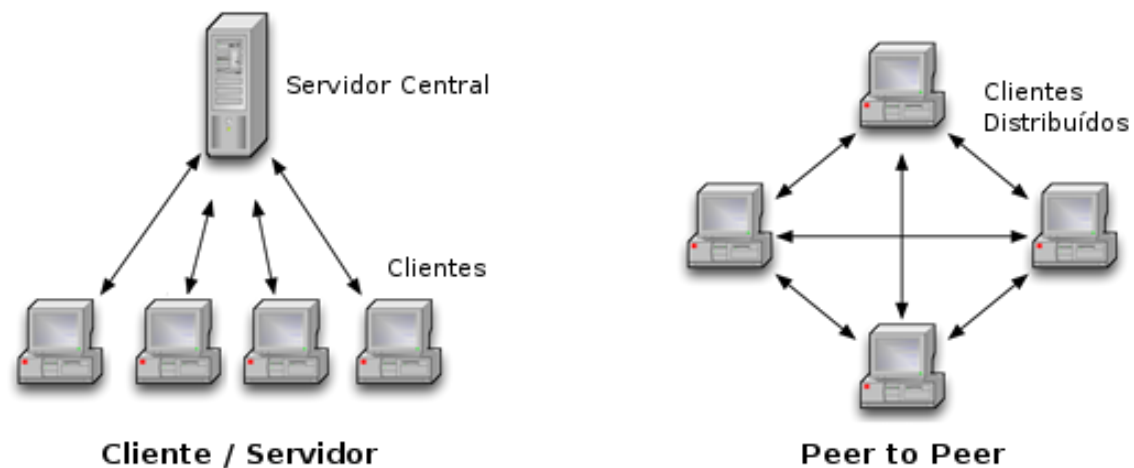 Servidor Central
Clientes
Cliente / Servidor
Clientes
Distribuídos
Peer to Peer